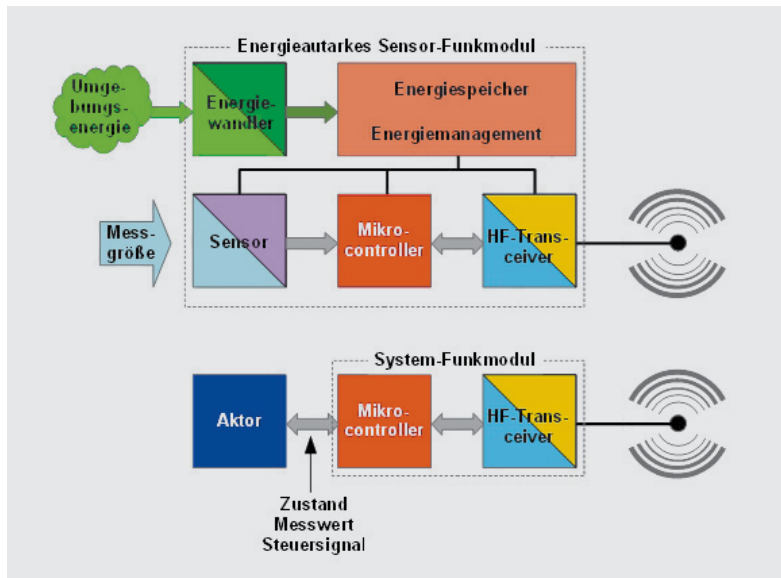 Energieautarkes Sensor-Funkmodul
Umge-
bungs-
energie
Energie-
wandler
Energiespeicher
Energiemanagement
Mess-
größe
Sensor
Mikro-
controller
HF-Trans-
ceiver
System-Funkmodul
Aktor
Mikro-
controller
HF-Trans-
ceiver
Zustand
Messwert
Steuersignal